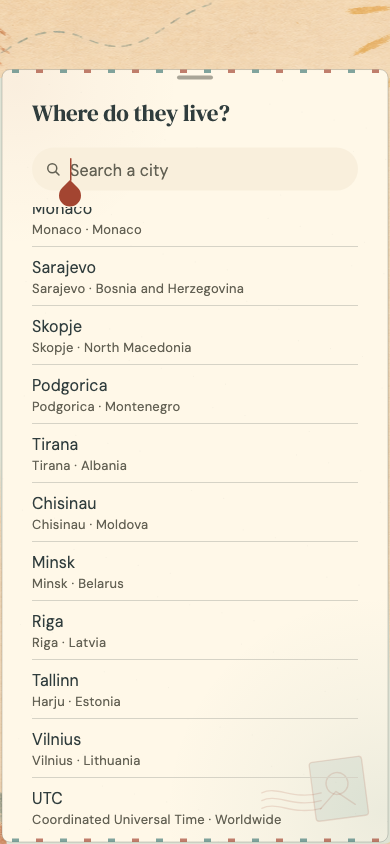 Where do they live?
Search a city
Monaco
Monaco · Monaco
Sarajevo
Sarajevo · Bosnia and Herzegovina
Skopje
Skopje · North Macedonia
Podgorica
Podgorica · Montenegro
Tirana
Tirana · Albania
Chisinau
Chisinau · Moldova
Minsk
Minsk · Belarus
Riga
Riga · Latvia
Tallinn
Harju · Estonia
Vilnius
Vilnius · Lithuania
UTC
Coordinated Universal Time · Worldwide